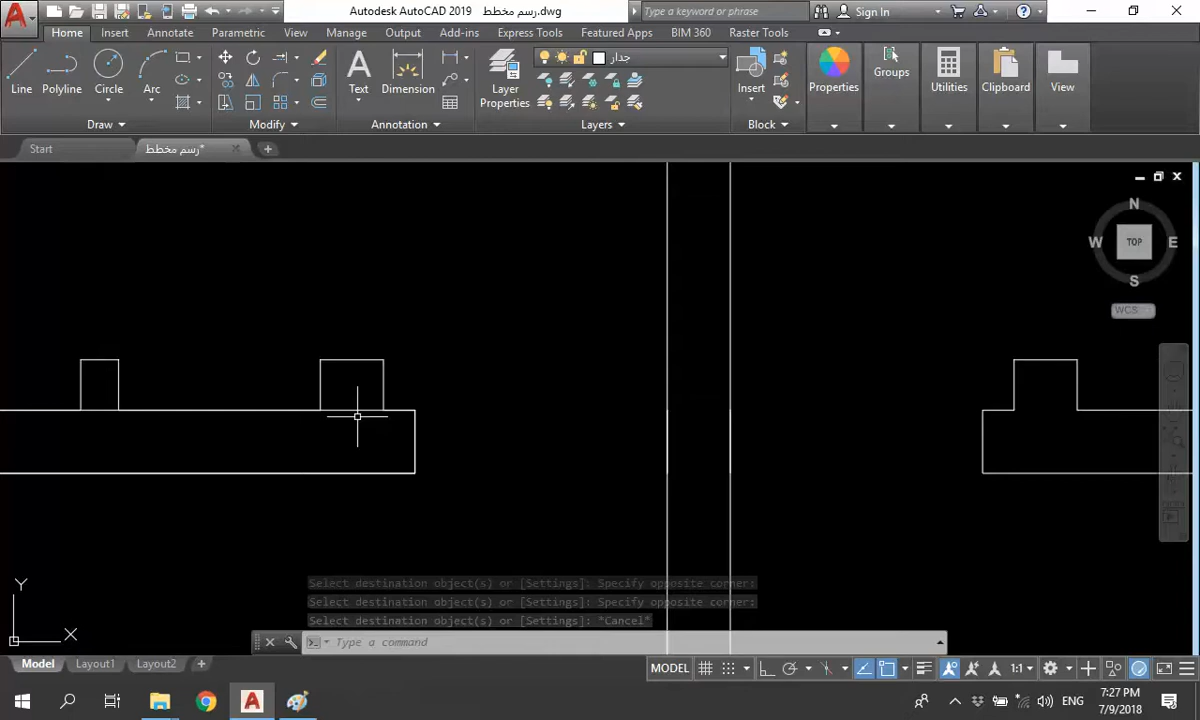 Autodesk AutoCAD 2019 رسم مخطط.dwg
Type a keyword or phrase
Sign In
Home Insert Annotate Parametric View Manage Output Add-ins Express Tools Featured Apps BIM 360 Raster Tools
جدار
Line Polyline Circle Arc
Text Dimension
Layer Properties
Insert
Properties Groups Utilities Clipboard View
Draw Modify Annotation Layers Block
Start رسم مخطط*
N
W TOP E
S
WCS
Y
X
Select destination object(s) or [Settings]: Specify opposite corner:
Select destination object(s) or [Settings]: Specify opposite corner:
Select destination object(s) or [Settings]: *Cancel*
Type a command
Model Layout1 Layout2
MODEL 1:1
ENG
7:27 PM
7/9/2018